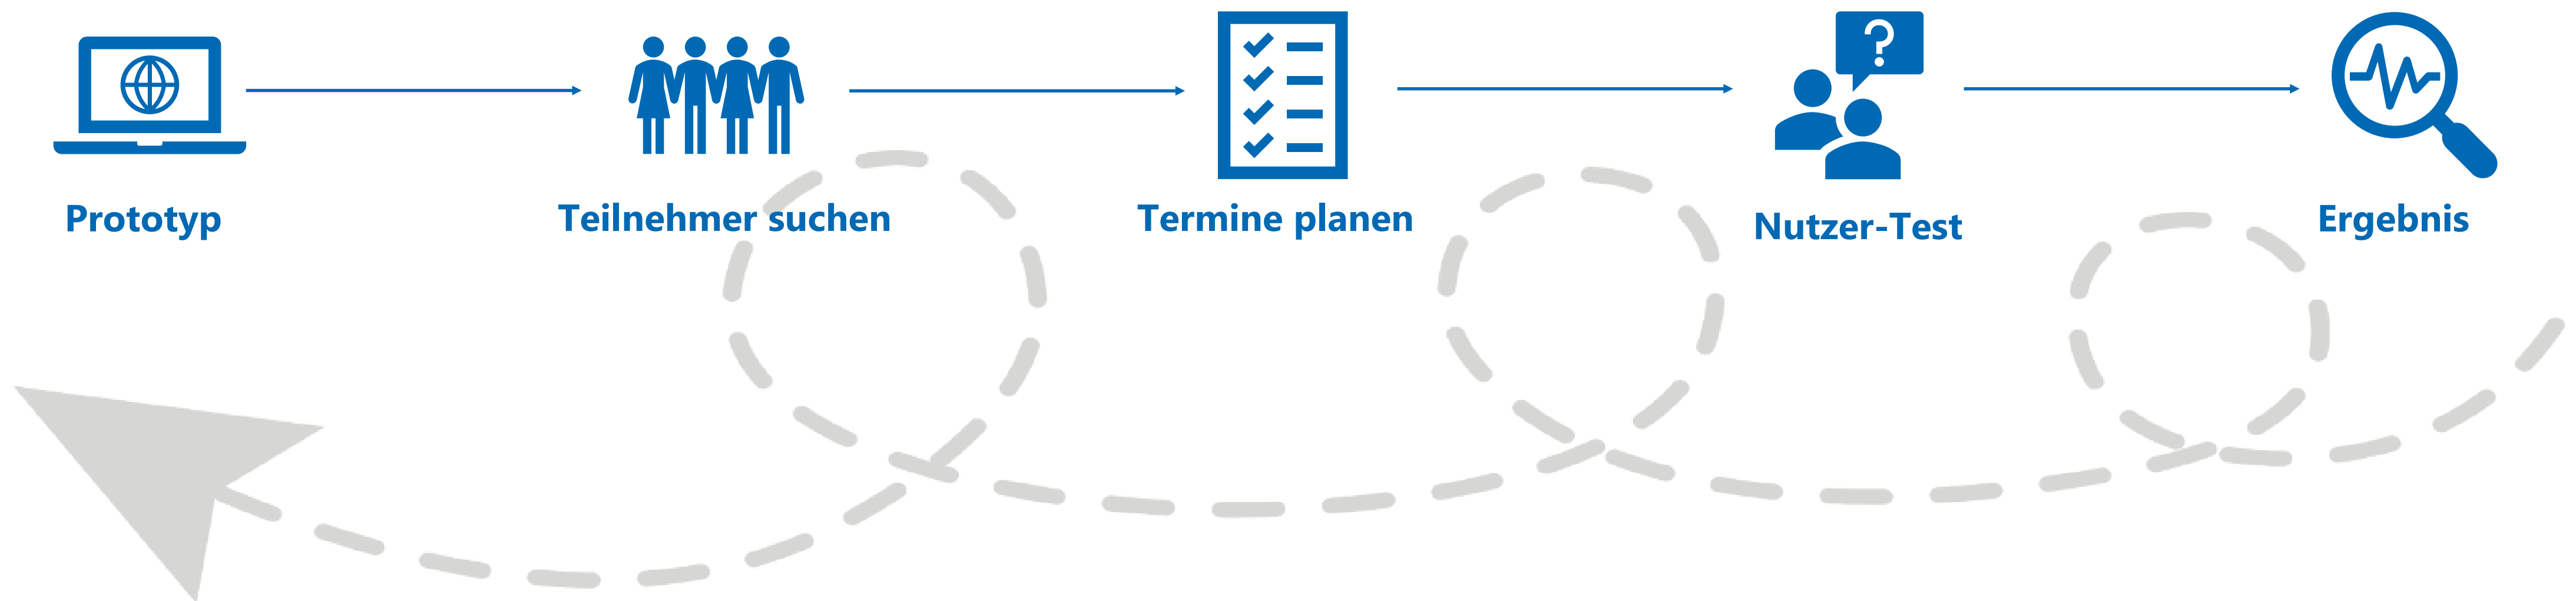 ?
Prototyp
Teilnehmer suchen
Termine planen
Nutzer-Test
Ergebnis